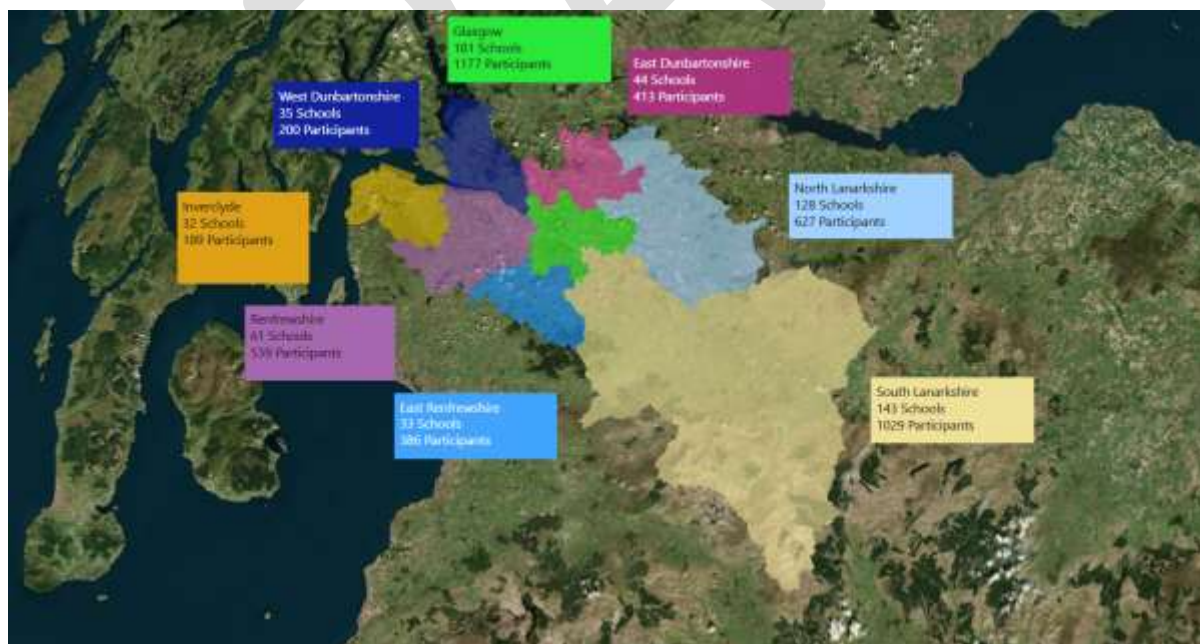 Glasgow
181 Schools
1177 Participants
East Dunbartonshire
44 Schools
413 Participants
West Dunbartonshire
35 Schools
200 Participants
North Lanarkshire
128 Schools
627 Participants
Inverclyde
32 Schools
Participants
Renfrewshire
61 Schools
539 Participants
South Lanarkshire
143 Schools
1029 Participants
East Renfrewshire
33 Schools
386 Participants